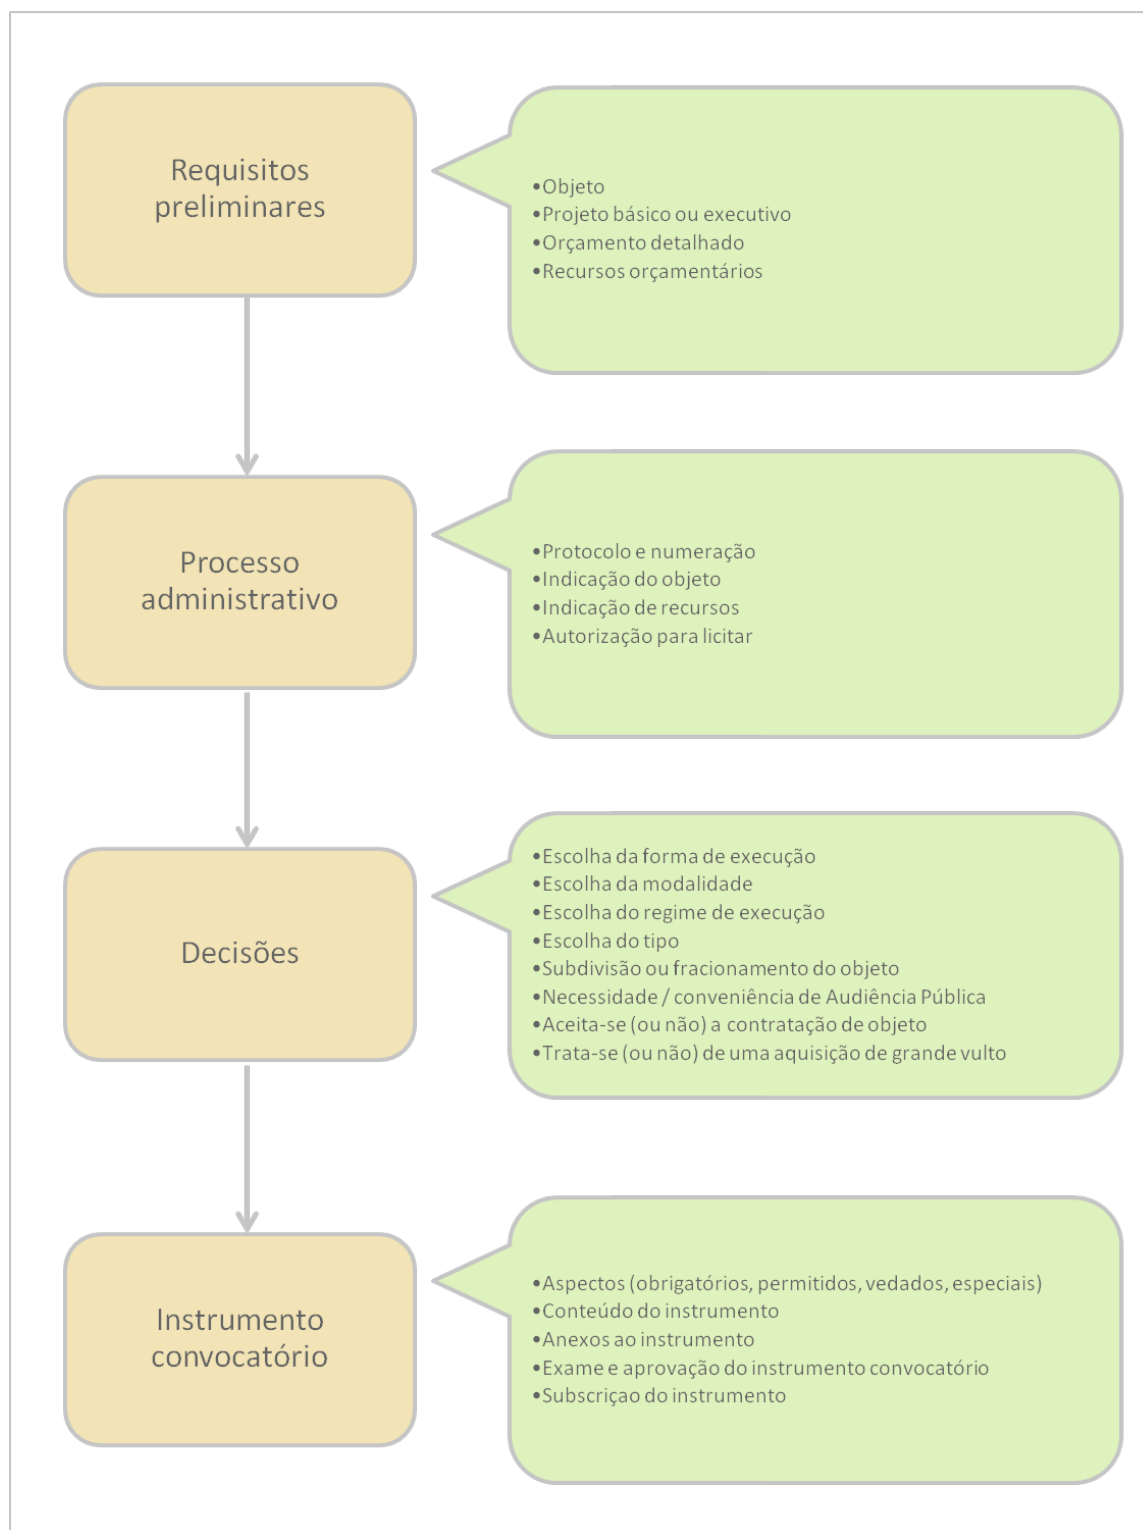 Requisitos
preliminares
•Objeto
•Projeto básico ou executivo
•Orçamento detalhado
•Recursos orçamentários
Processo
administrativo
•Protocolo e numeração
•Indicação do objeto
•Indicação de recursos
•Autorização para licitar
Decisões
•Escolha da forma de execução
•Escolha da modalidade
•Escolha do regime de execução
•Escolha do tipo
•Subdivisão ou fracionamento do objeto
•Necessidade / conveniência de Audiência Pública
•Aceita-se (ou não) a contratação de objeto
•Trata-se (ou não) de uma aquisição de grande vulto
Instrumento
convocatório
•Aspectos (obrigatórios, permitidos, vedados, especiais)
•Conteúdo do instrumento
•Anexos ao instrumento
•Exame e aprovação do instrumento convocatório
•Subscriçao do instrumento